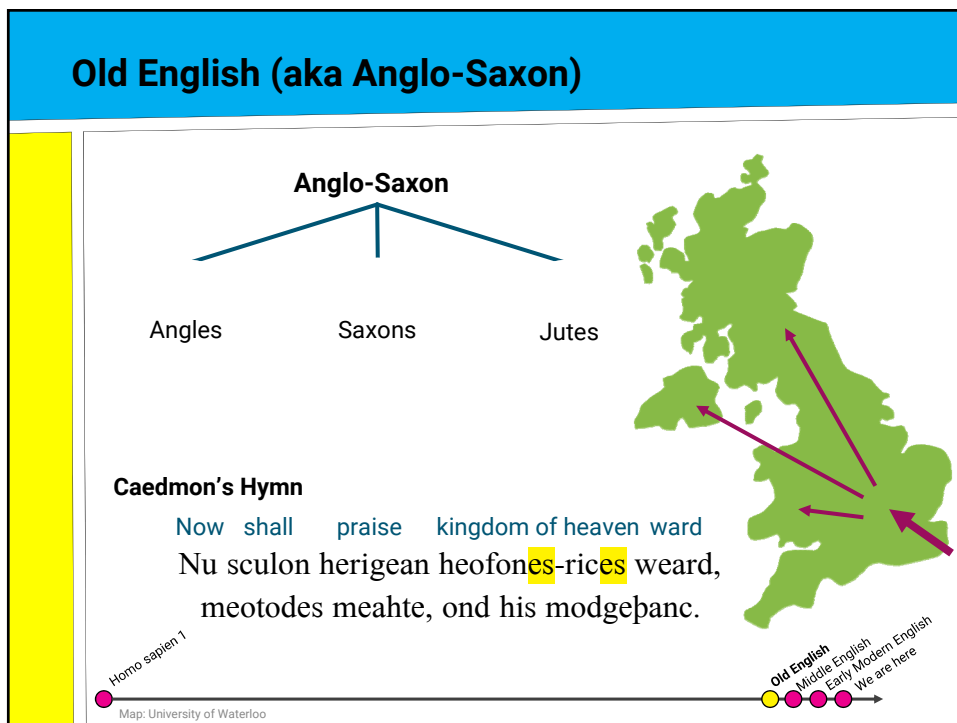 Old English (aka Anglo-Saxon)
Anglo-Saxon
Angles Saxons Jutes
Caedmon's Hymn
Now shall praise kingdom of heaven ward
Nu sculon herigean heofones-rices weard,
meotodes meahte, ond his modgeþanc.
Homo sapien 1
Old English
Middle English
Early Modern English
We are here
Map: University of Waterloo